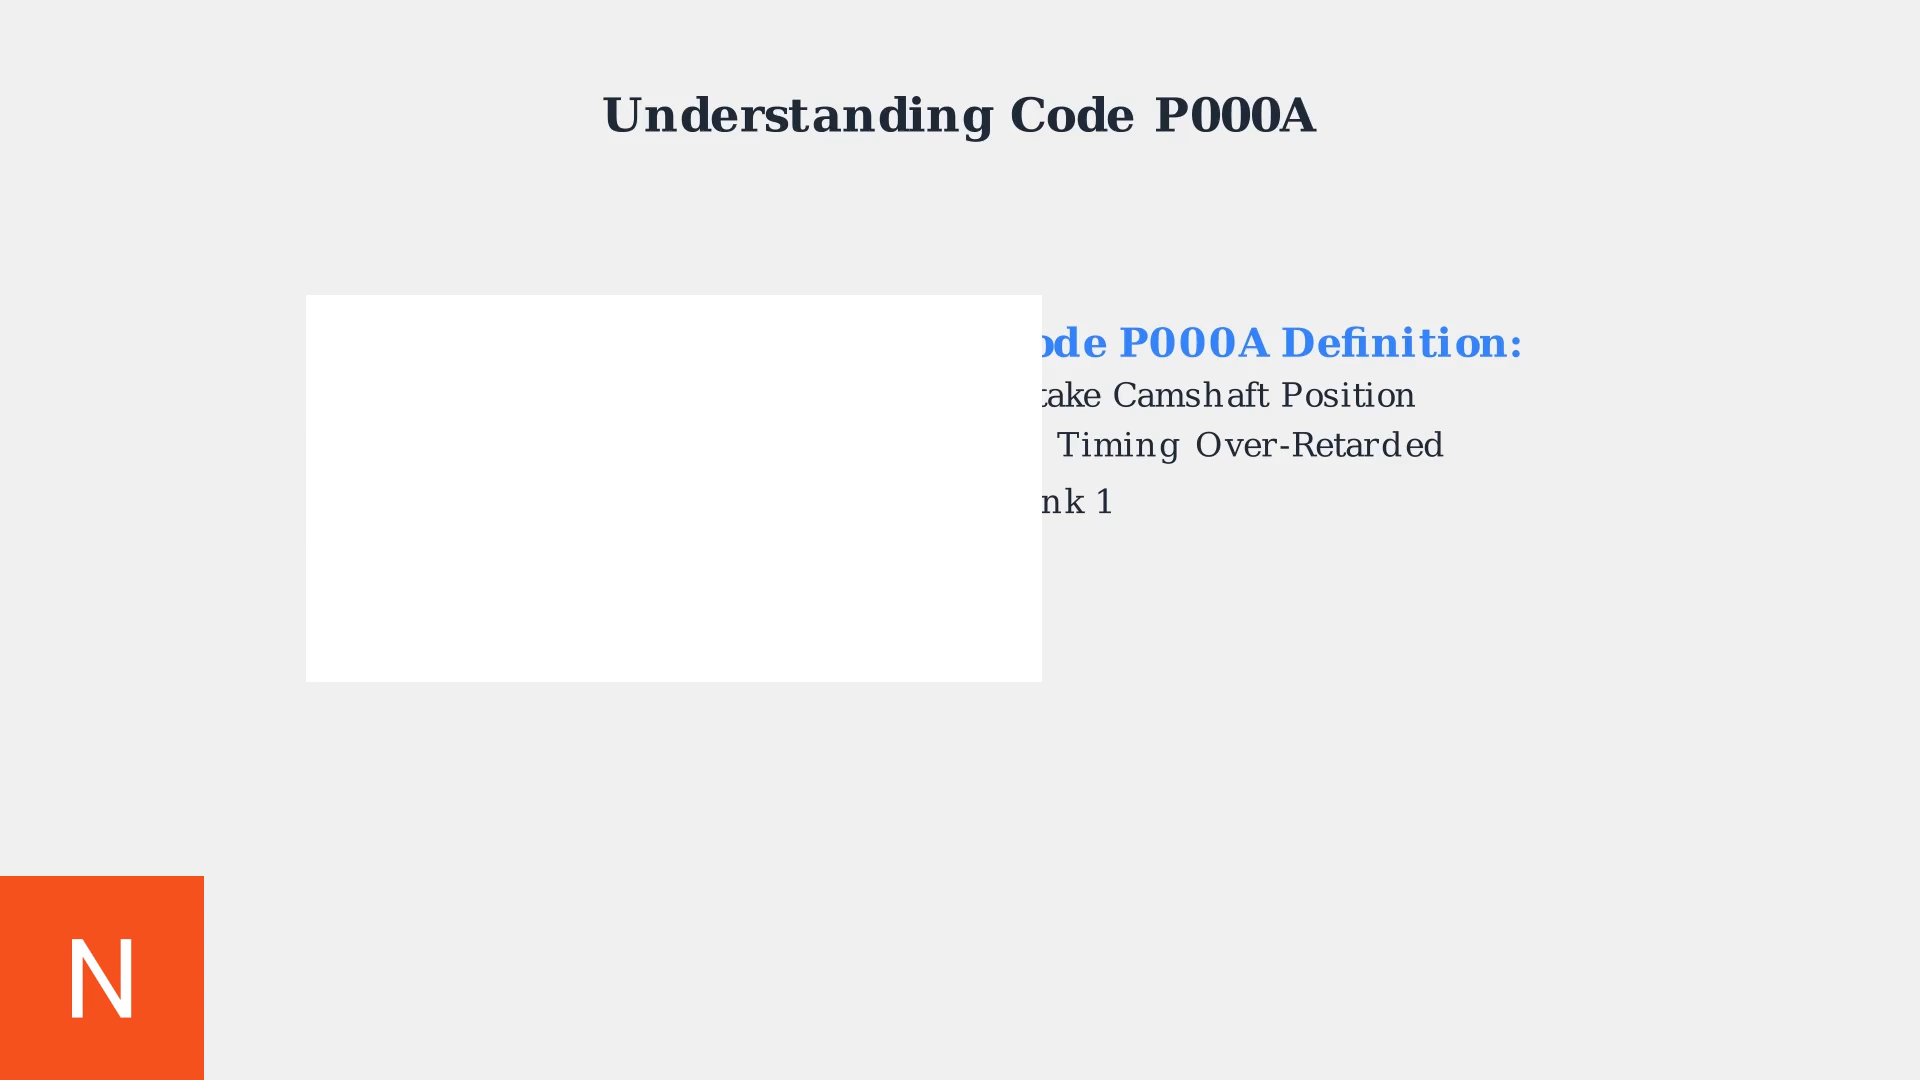 Understanding Code P000A
ode P000A Definition:
take Camshaft Position
Timing Over-Retarded
nk 1
N